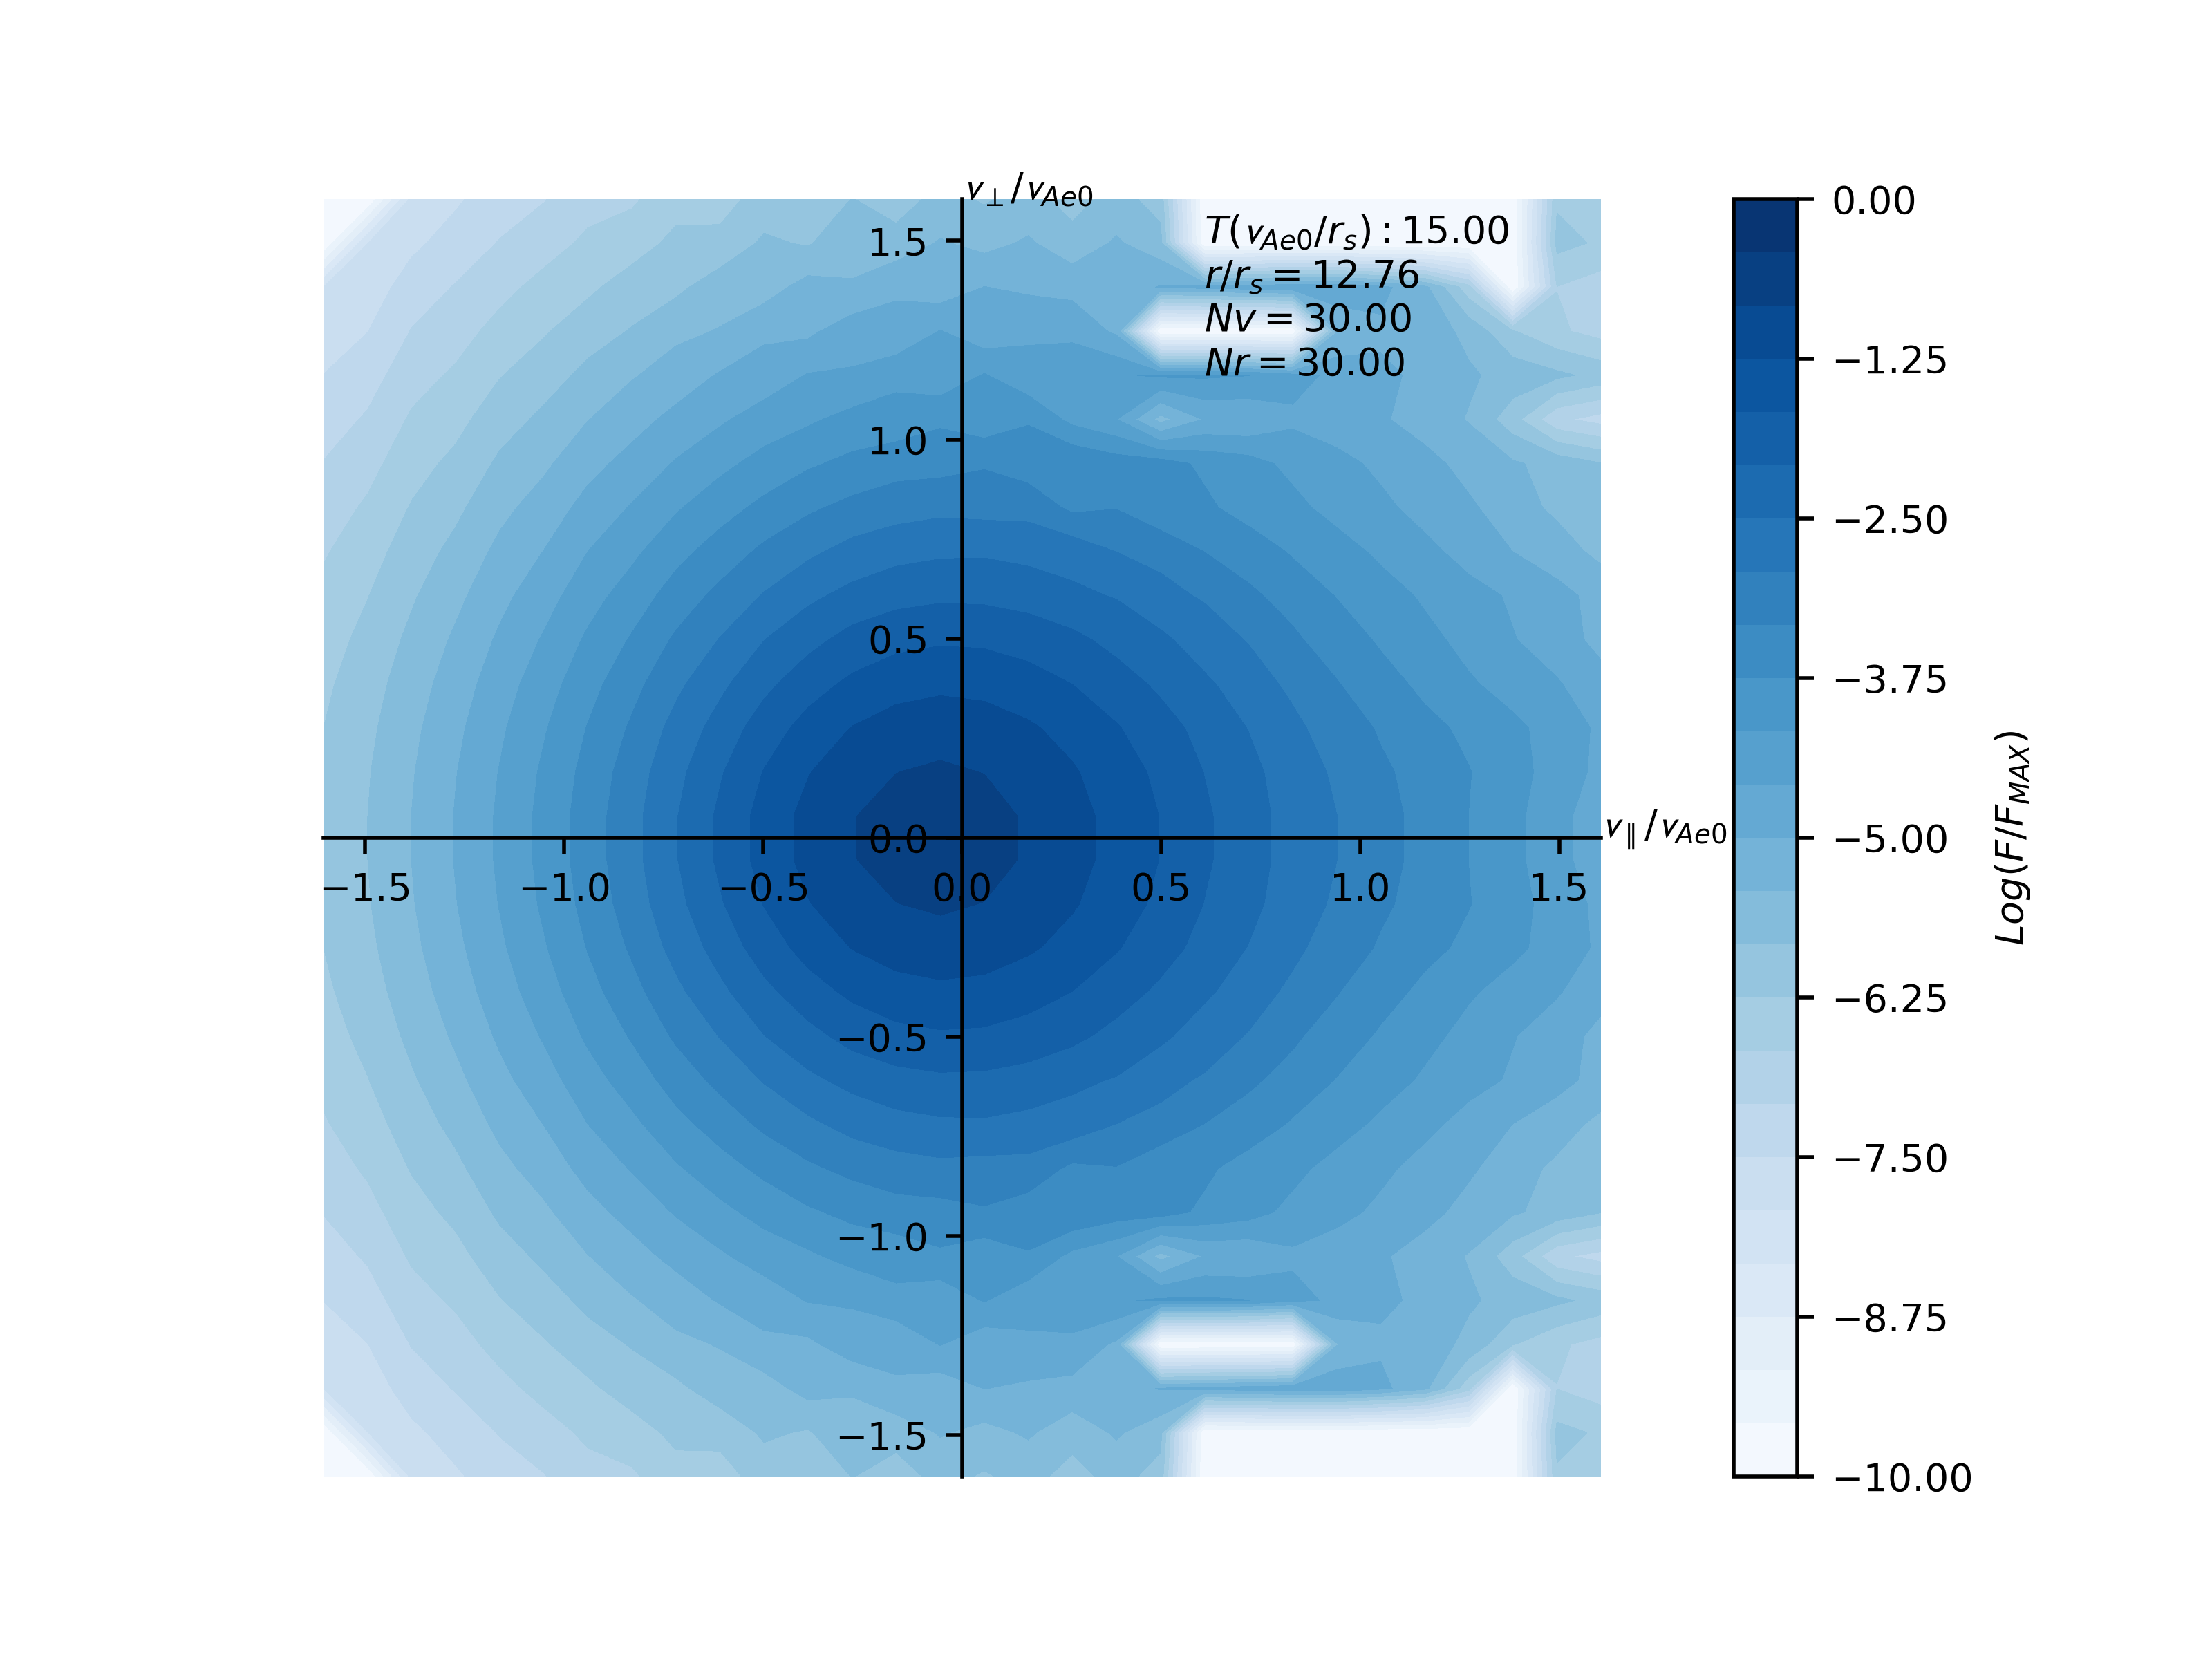 v⊥/vAe0
T(vAe0/rs) : 15.00
r/rs = 12.76
Nv = 30.00
Nr = 30.00
1.5
1.0
0.5
0.0
−0.5
−1.0
−1.5
−1.5 −1.0 −0.5 0.0 0.5 1.0 1.5
v∥/vAe0
0.00
−1.25
−2.50
−3.75
−5.00
−6.25
−7.50
−8.75
−10.00
Log(F/FMAX)